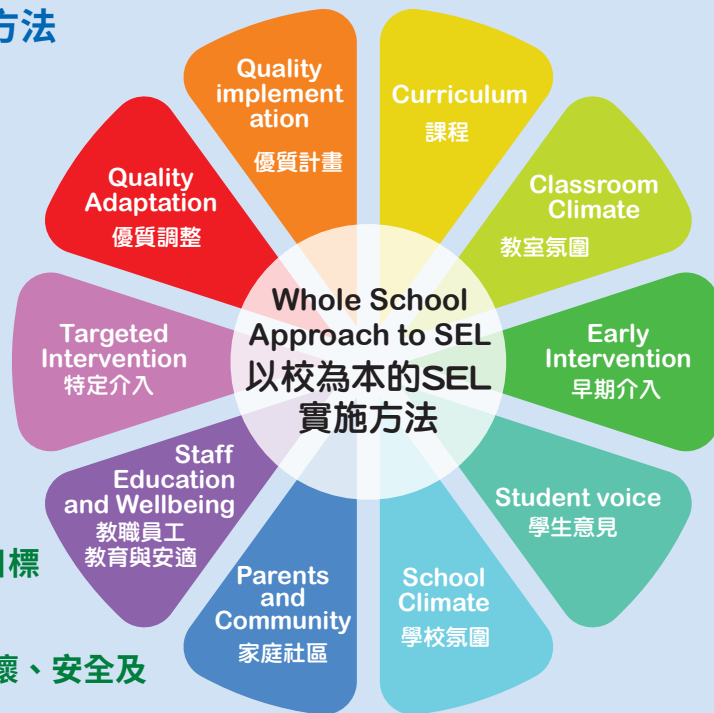 方法
Quality
implement
ation
優質計畫
Curriculum
課程
Classroom
Climate
教室氛圍
Early
Intervention
早期介入
Student voice
學生意見
School
Climate
學校氛圍
Parents
and
Community
家庭社區
Staff
Education
and Wellbeing
教職員工
教育與安適
Targeted
Intervention
特定介入
Quality
Adaptation
優質調整
Whole School
Approach to SEL
以校為本的SEL
實施方法
標
、安全及